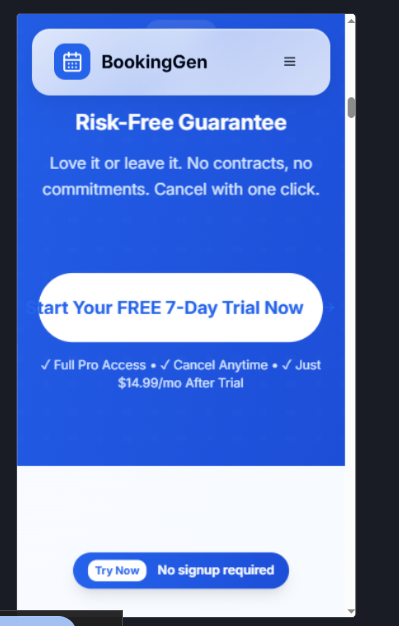 BookingGen
Risk-Free Guarantee
Love it or leave it. No contracts, no
commitments. Cancel with one click.
Start Your FREE 7-Day Trial Now →
✓ Full Pro Access • ✓ Cancel Anytime • ✓ Just
$14.99/mo After Trial
Try Now No signup required